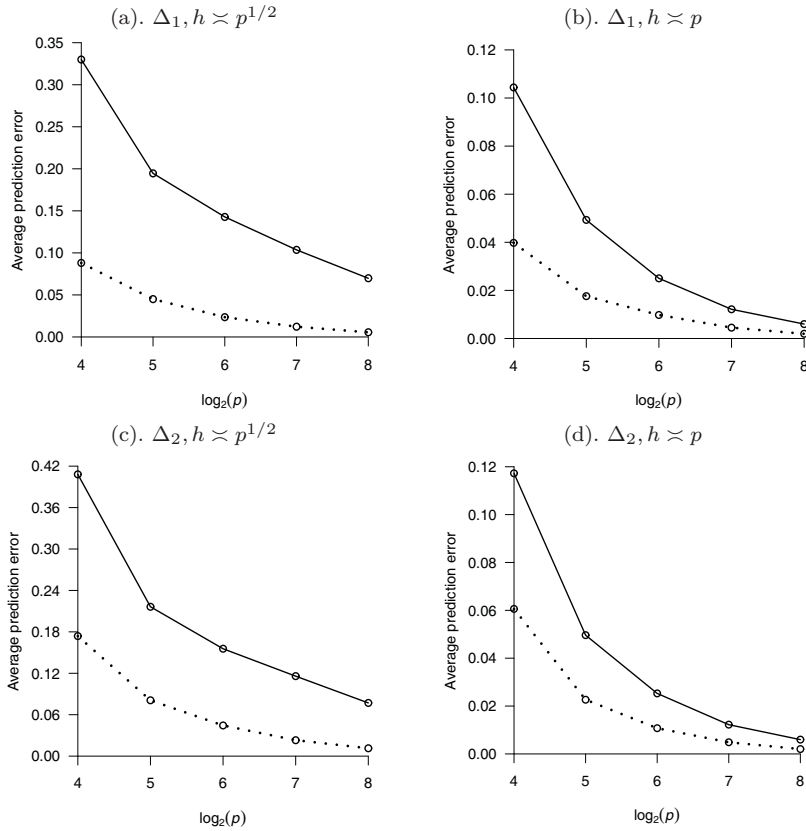 (a). Δ₁, h ≍ p^{1/2}
Average prediction error
0.35
0.30
0.25
0.20
0.15
0.10
0.05
0.00
4 5 6 7 8
log₂(p)
(b). Δ₁, h ≍ p
Average prediction error
0.12
0.10
0.08
0.06
0.04
0.02
0.00
4 5 6 7 8
log₂(p)
(c). Δ₂, h ≍ p^{1/2}
Average prediction error
0.42
0.36
0.30
0.24
0.18
0.12
0.06
0.00
4 5 6 7 8
log₂(p)
(d). Δ₂, h ≍ p
Average prediction error
0.12
0.10
0.08
0.06
0.04
0.02
0.00
4 5 6 7 8
log₂(p)